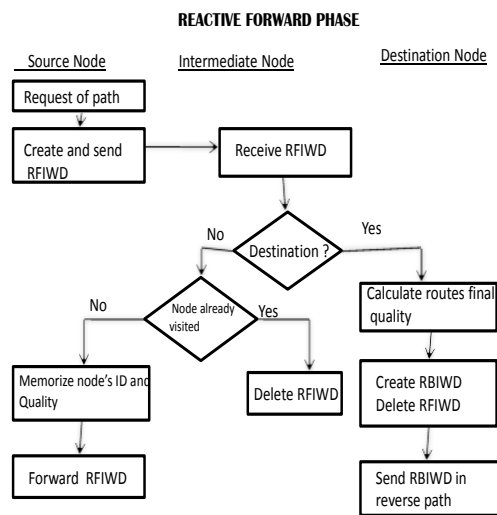 REACTIVE FORWARD PHASE
Source Node
Intermediate Node
Destination Node
Request of path
Create and send
RFIWD
Receive RFIWD
No
Destination ?
Yes
No
Node already
visited
Yes
Calculate routes final
quality
Memorize node's ID and
Quality
Delete RFIWD
Create RBIWD
Delete RFIWD
Forward RFIWD
Send RBIWD in
reverse path